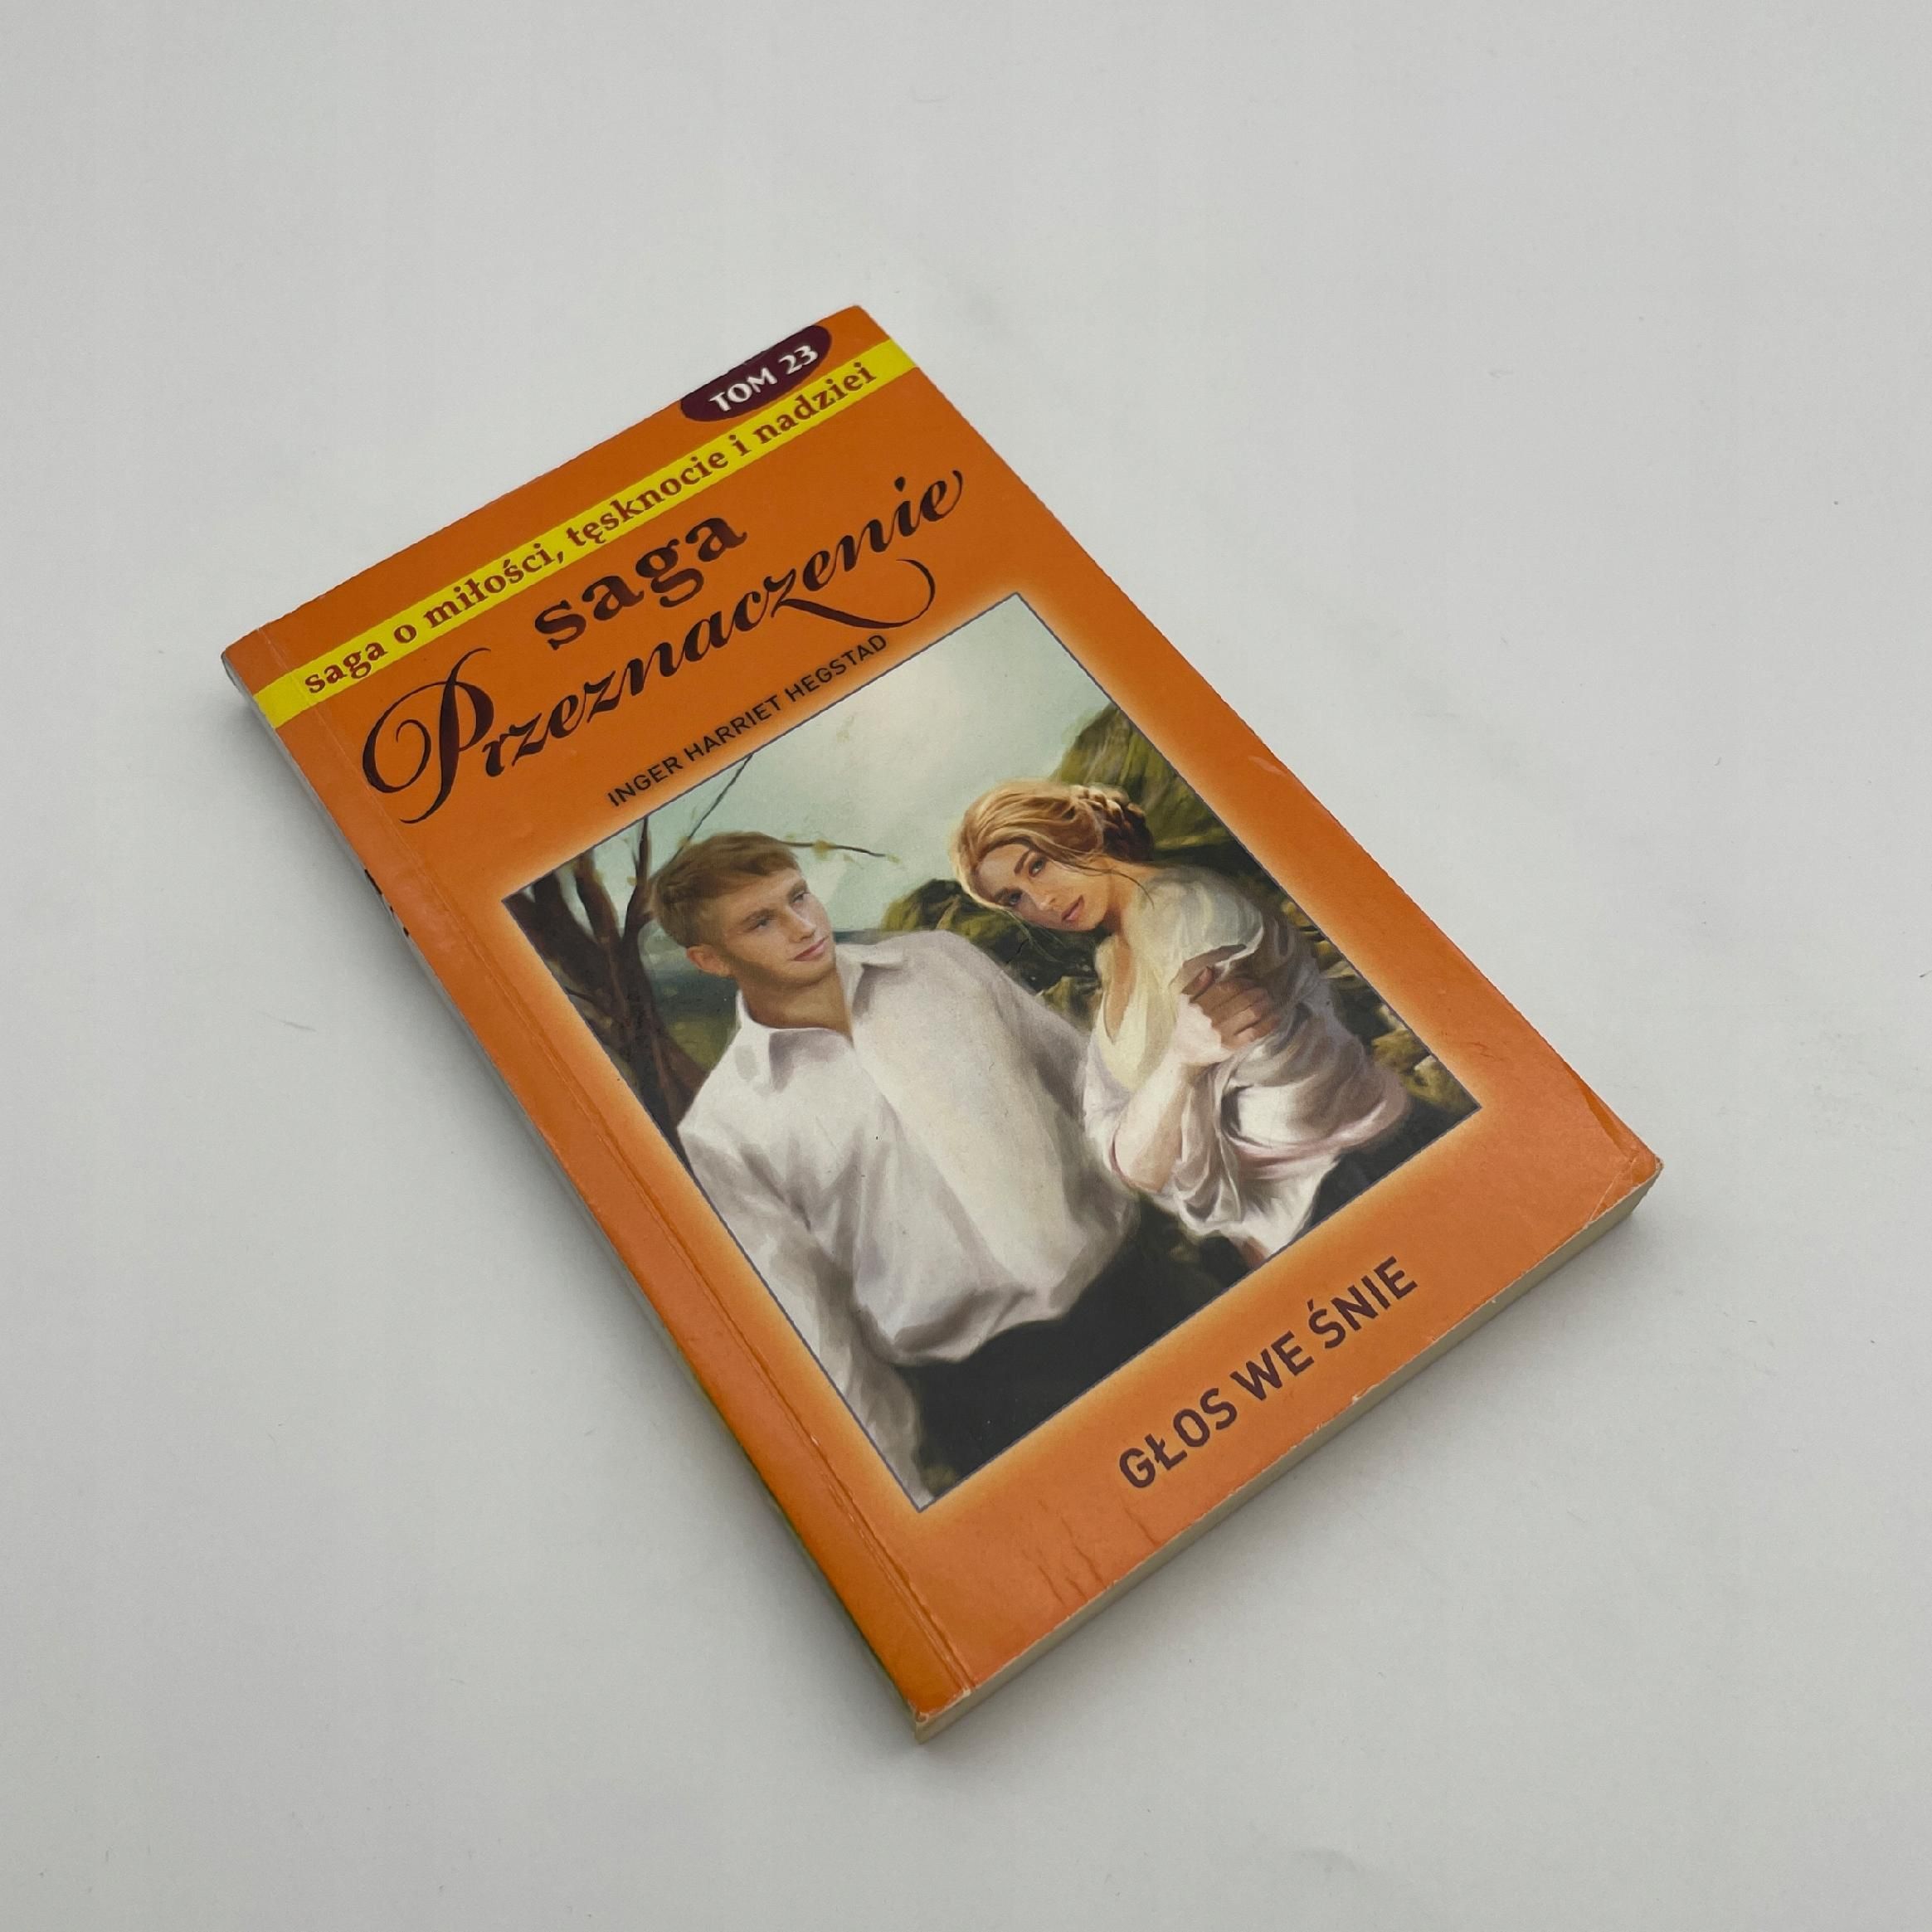 TOM 23
saga o miłości, tęsknocie i nadziei
saga
Przeznaczenie
INGER HARRIET HEGSTAD
GŁOS WE ŚNIE